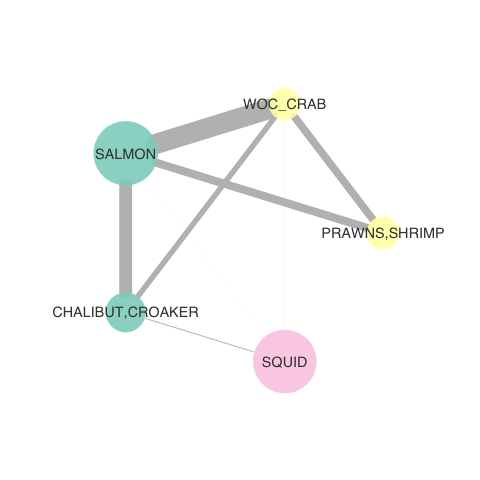 WOC_CRAB
SALMON
PRAWNS,SHRIMP
CHALIBUT,CROAKER
SQUID